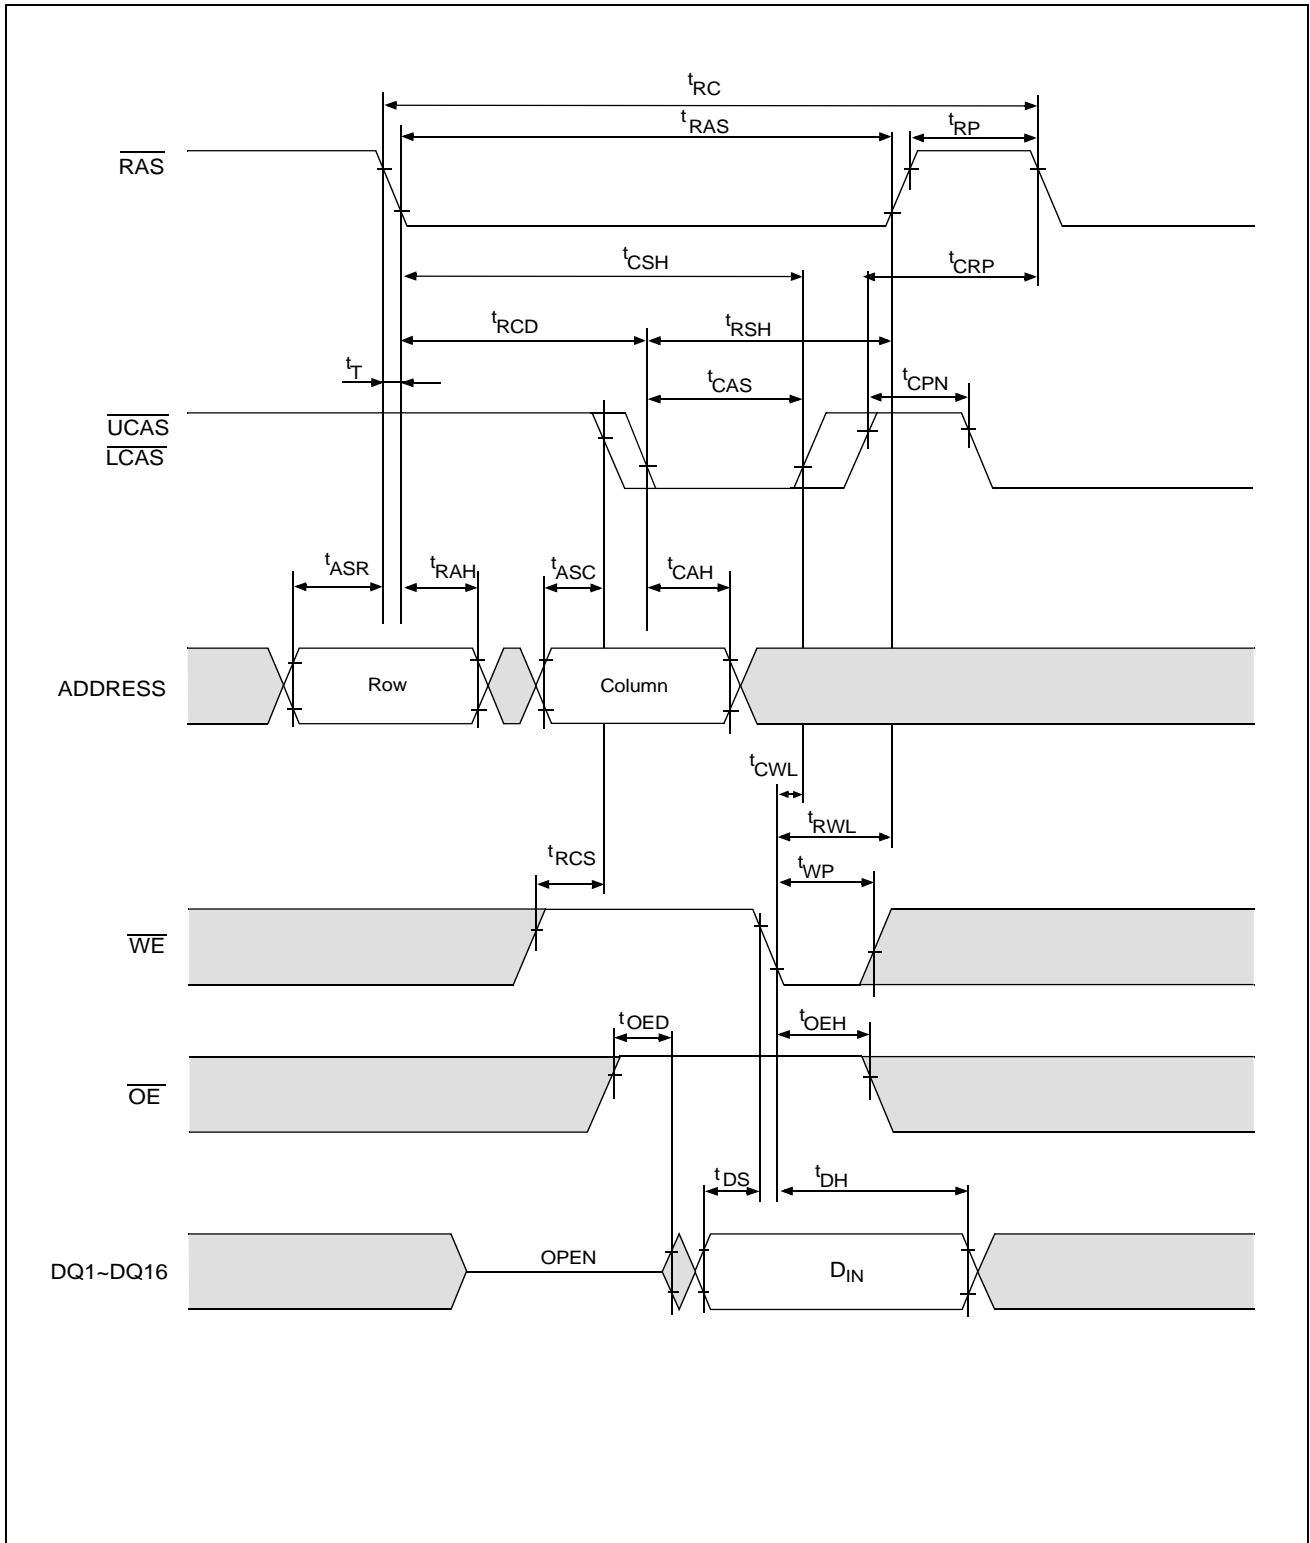 tRC
tRAS
tRP
RAS
tCSH
tCRP
tRCD
tRSH
tT
tCAS
tCPN
UCAS
LCAS
tASR
tRAH
tASC
tCAH
ADDRESS
Row
Column
tCWL
tRWL
tRCS
tWP
WE
tOED
tOEH
OE
tDS
tDH
DQ1~DQ16
OPEN
DIN